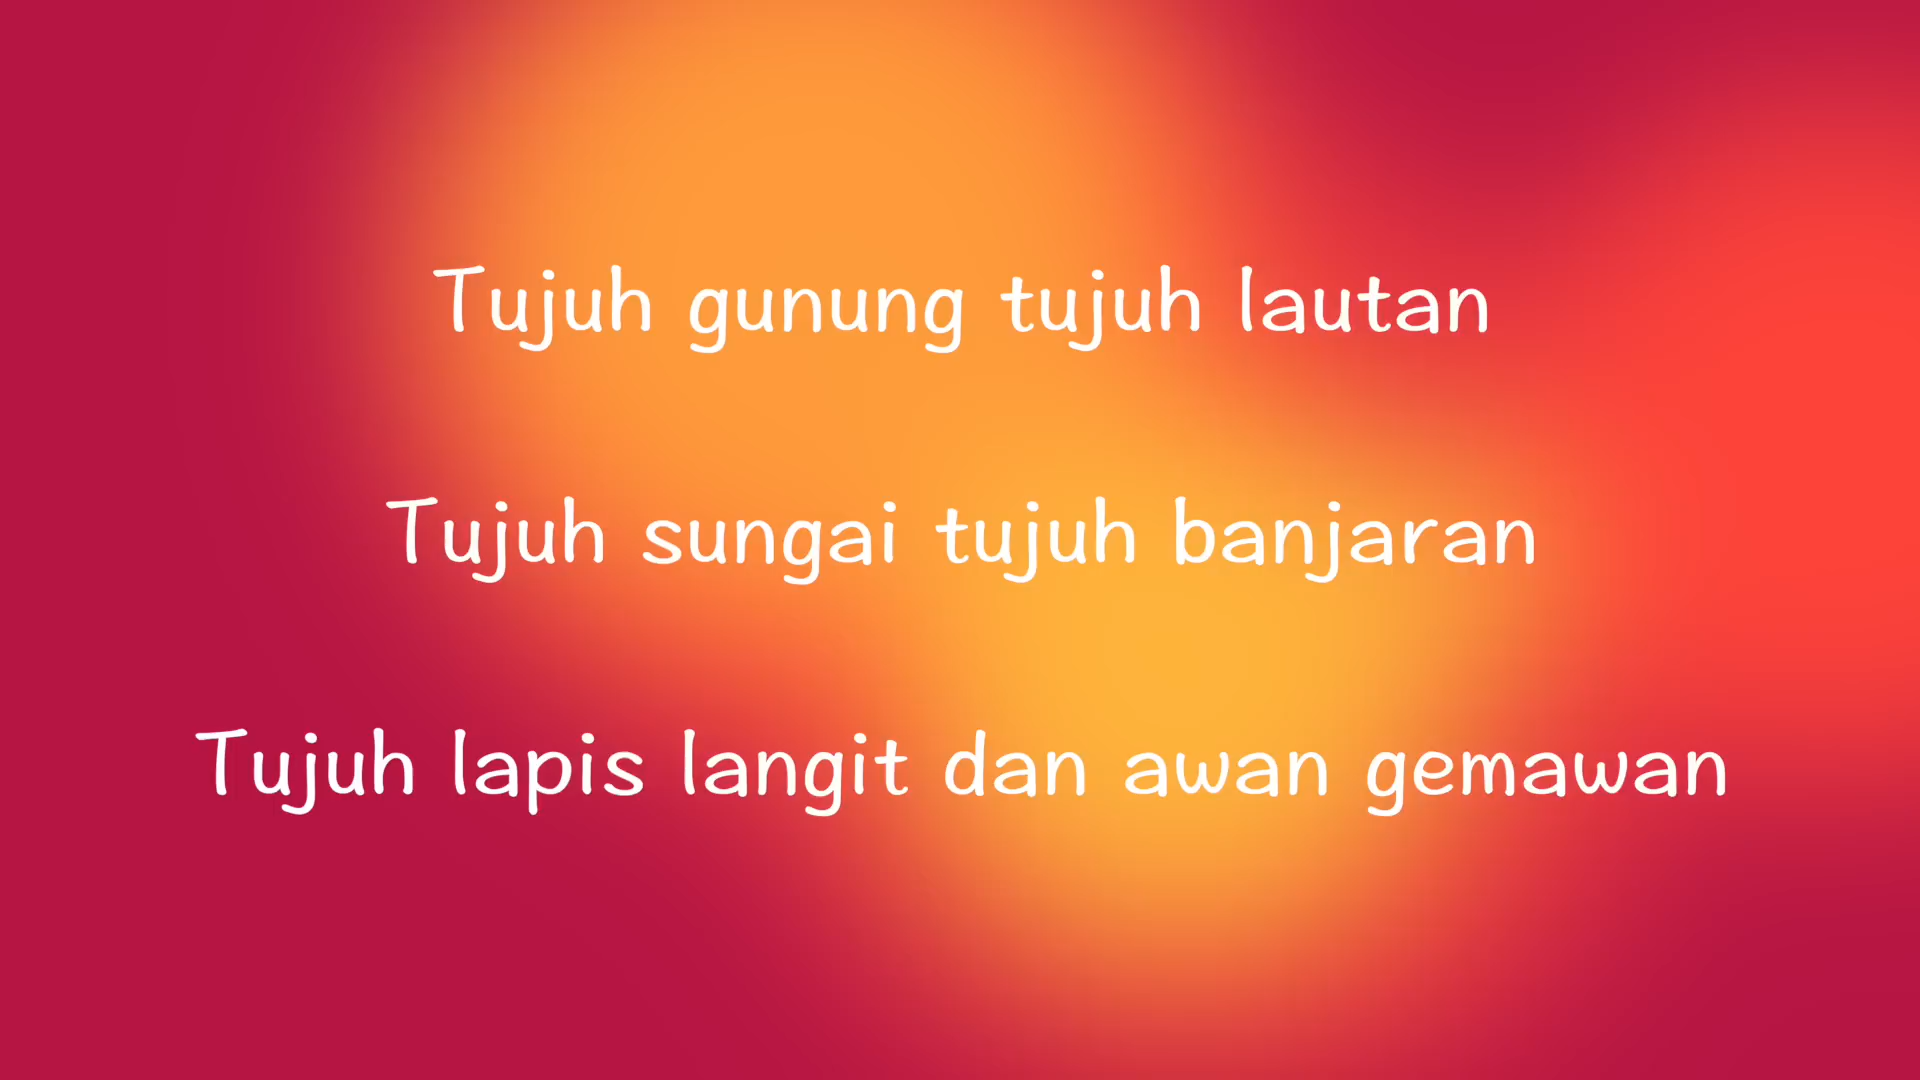 Tujuh gunung tujuh lautan
Tujuh sungai tujuh banjaran
Tujuh lapis langit dan awan gemawan